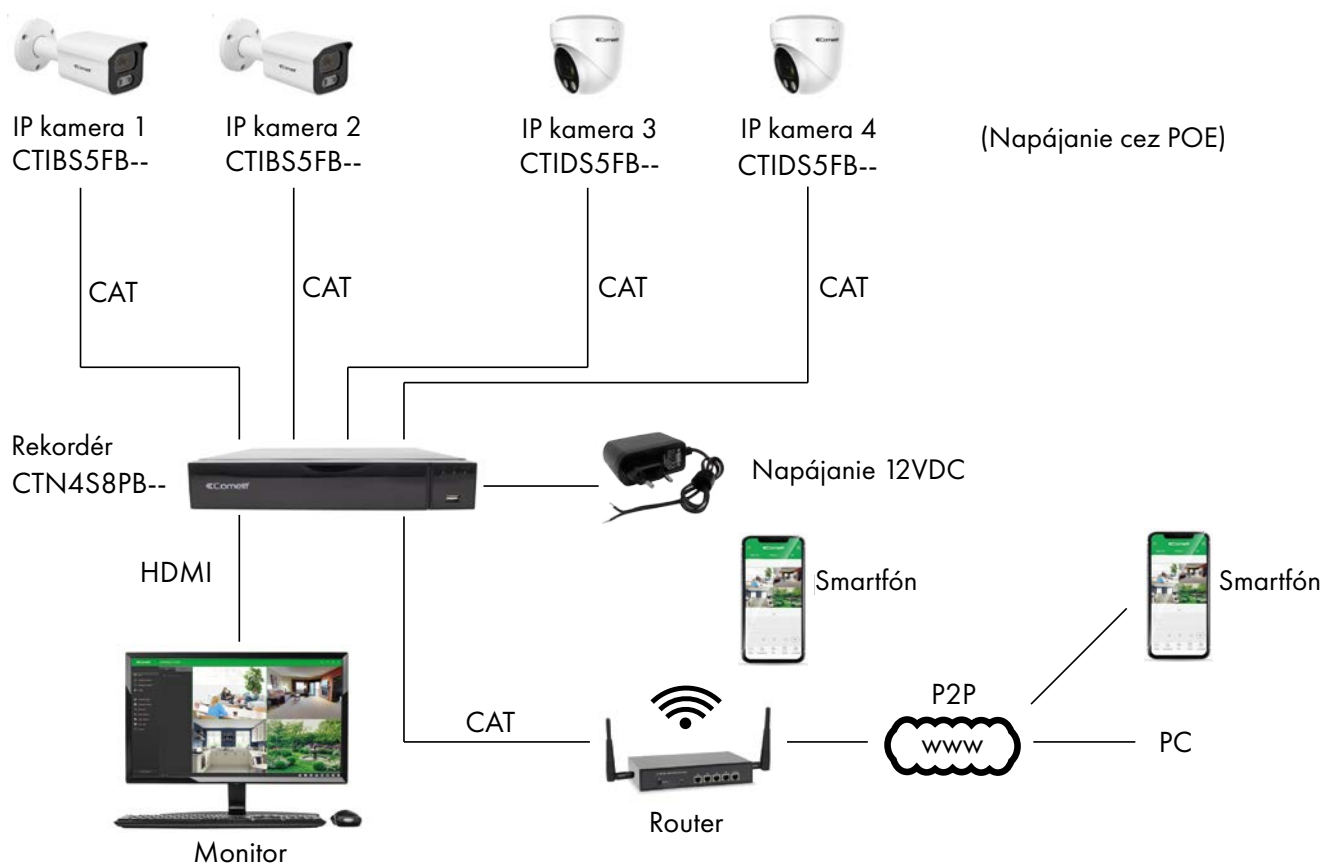 IP kamera 1
CTIBS5FB--
IP kamera 2
CTIBS5FB--
IP kamera 3
CTIDS5FB--
IP kamera 4
CTIDS5FB--
(Napájanie cez POE)
CAT
CAT
CAT
CAT
Rekordér
CTN4S8PB--
Comelit
Napájanie 12VDC
HDMI
Smartfón
Smartfón
CAT
P2P
www
PC
Router
Monitor